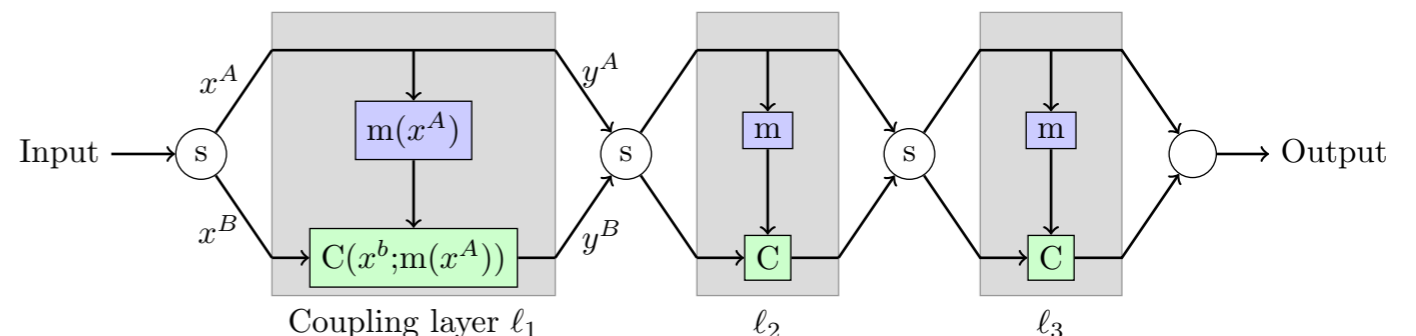 Input
s
x^A
x^B
m(x^A)
C(x^b;m(x^A))
Coupling layer ℓ₁
y^A
y^B
s
m
C
ℓ₂
s
m
C
ℓ₃
Output